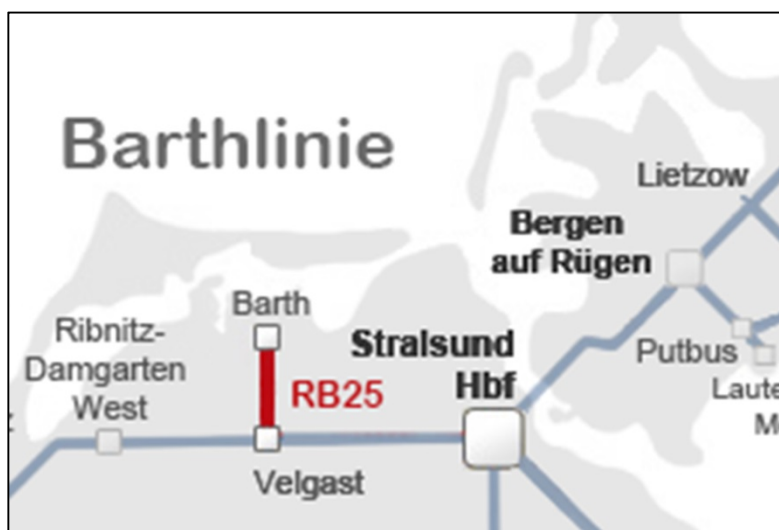 Barthlinie
Lietzow
Bergen
auf Rügen
Barth
Ribnitz-
Damgarten
West
Stralsund
Hbf
RB25
Putbus
Velgast